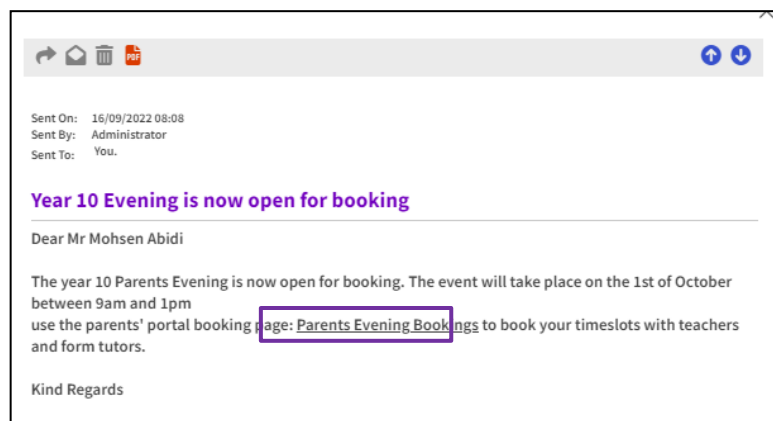 PDF
Sent On: 16/09/2022 08:08
Sent By: Administrator
Sent To: You.
Year 10 Evening is now open for booking
Dear Mr Mohsen Abidi
The year 10 Parents Evening is now open for booking. The event will take place on the 1st of October
between 9am and 1pm
use the parents' portal booking page: Parents Evening Bookings to book your timeslots with teachers
and form tutors.
Kind Regards